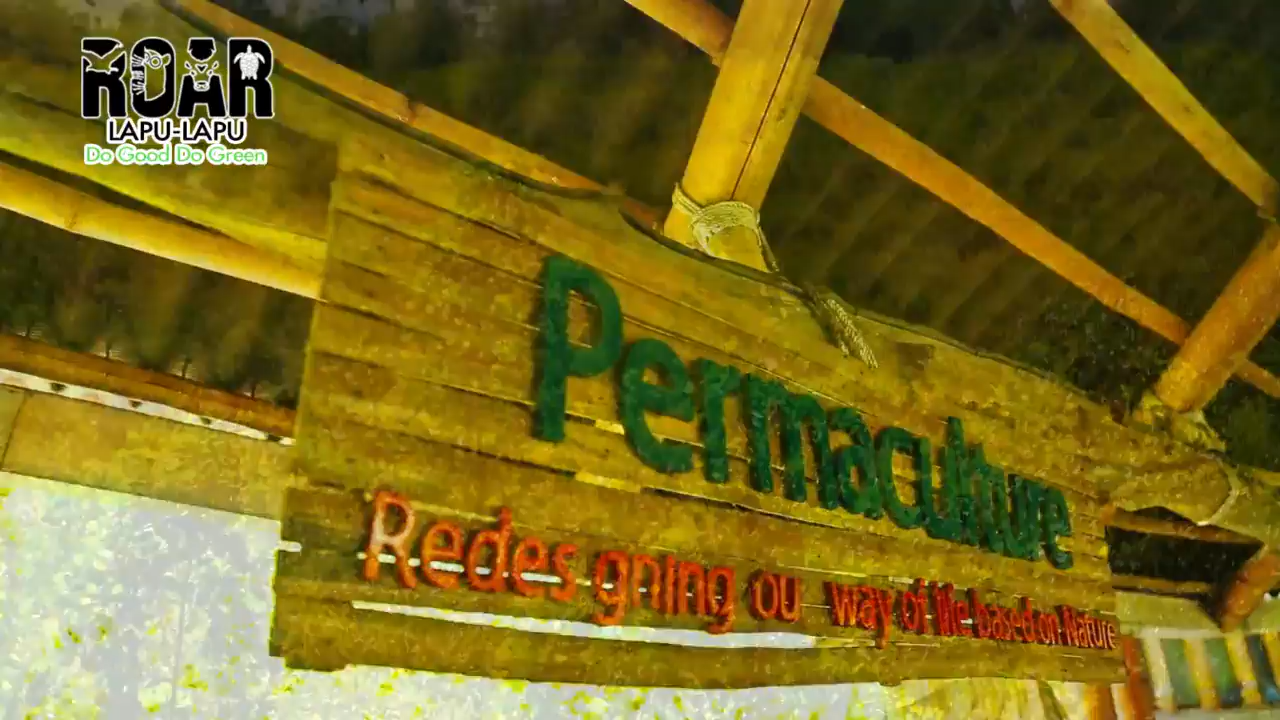 ROAR
LAPU-LAPU
Do Good Do Green
Permaculture
Redes gning ou way of life based on Nature